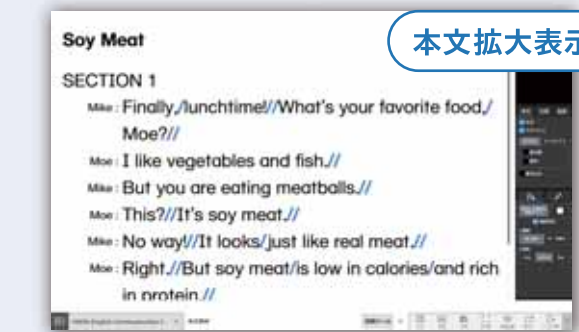 Soy Meat
本文拡大表示
SECTION 1
Mike : Finally,/lunchtime!//What's your favorite food,/
Moe?//
Moe : I like vegetables and fish.//
Mike : But you are eating meatballs.//
Moe : This?//It's soy meat.//
Mike : No way!//It looks/just like real meat.//
Moe : Right.//But soy meat/is low in calories/and rich
in protein.//